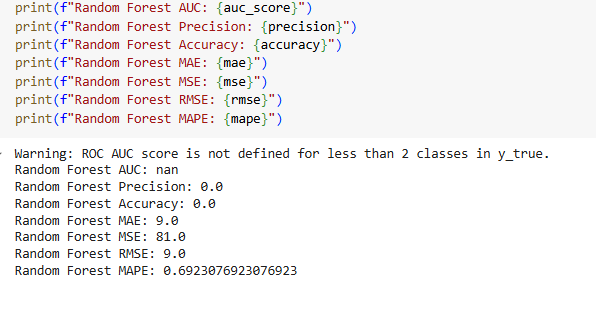 print(f"Random Forest AUC: {auc_score}")
print(f"Random Forest Precision: {precision}")
print(f"Random Forest Accuracy: {accuracy}")
print(f"Random Forest MAE: {mae}")
print(f"Random Forest MSE: {mse}")
print(f"Random Forest RMSE: {rmse}")
print(f"Random Forest MAPE: {mape}")
Warning: ROC AUC score is not defined for less than 2 classes in y_true.
Random Forest AUC: nan
Random Forest Precision: 0.0
Random Forest Accuracy: 0.0
Random Forest MAE: 9.0
Random Forest MSE: 81.0
Random Forest RMSE: 9.0
Random Forest MAPE: 0.6923076923076923